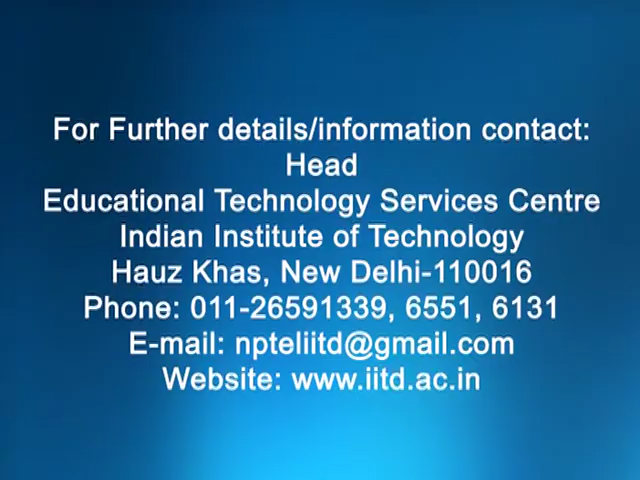 For Further details/information contact:
Head
Educational Technology Services Centre
Indian Institute of Technology
Hauz Khas, New Delhi-110016
Phone: 011-26591339, 6551, 6131
E-mail: npteliitd@gmail.com
Website: www.iitd.ac.in